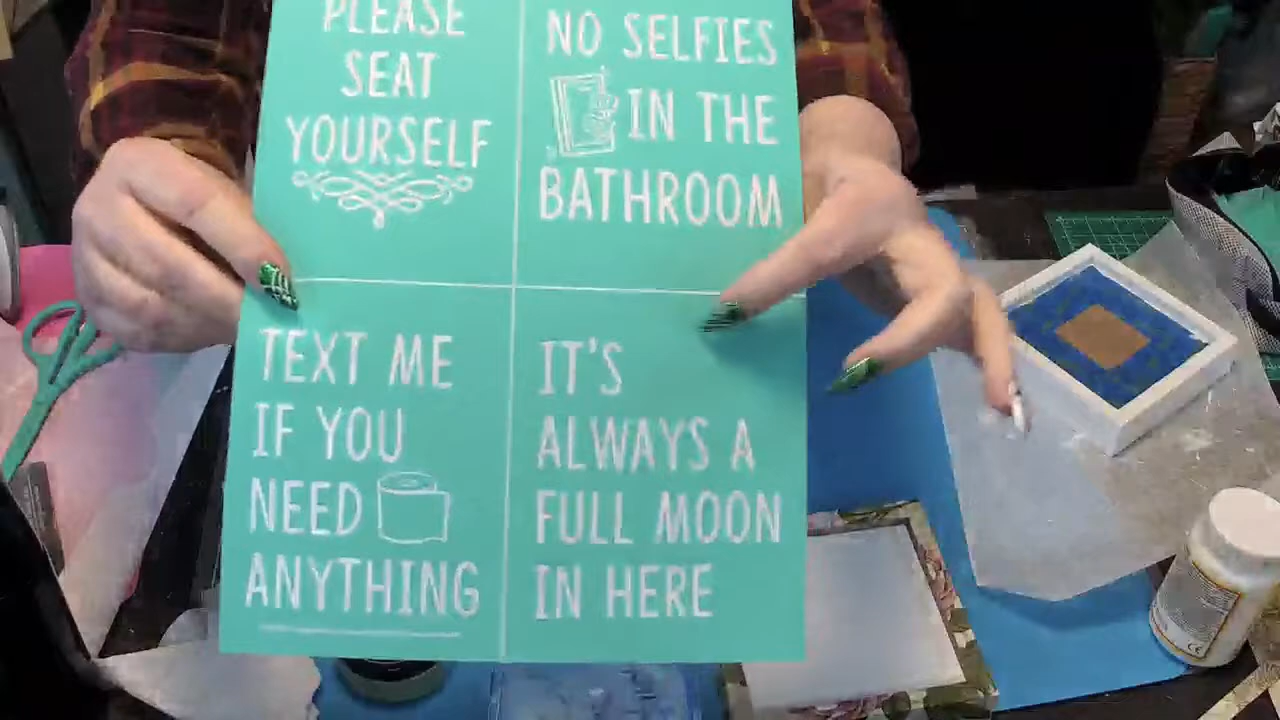 PLEASE
SEAT
YOURSELF
NO SELFIES
IN THE
BATHROOM
TEXT ME
IF YOU
NEED
ANYTHING
IT'S
ALWAYS A
FULL MOON
IN HERE